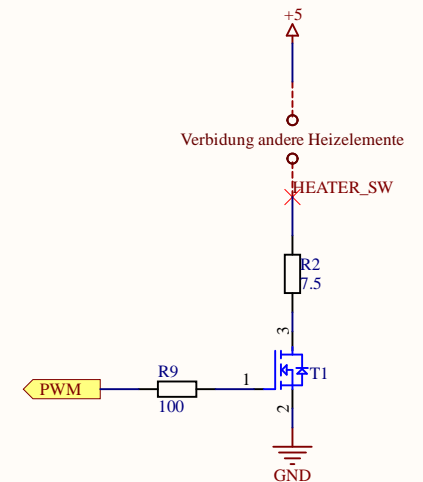 +5
Verbidung andere Heizelemente
HEATER_SW
R2
7.5
3
T1
1
R9
PWM
100
2
GND